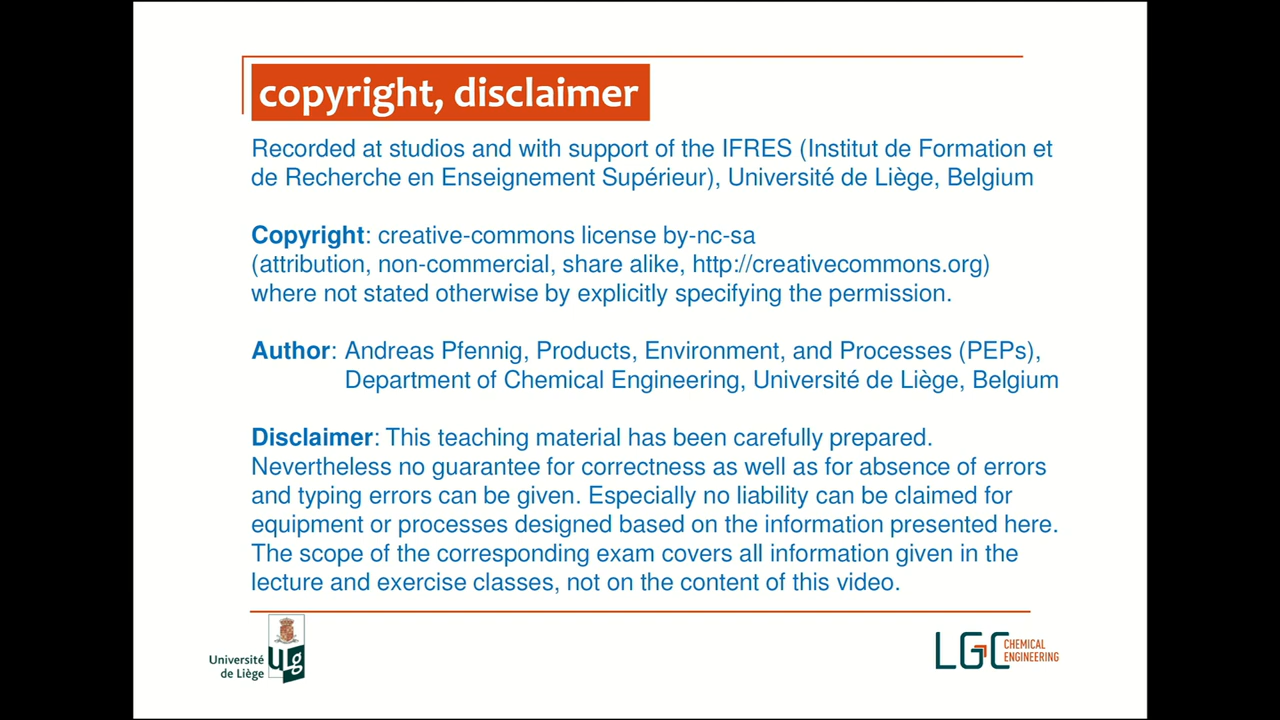 copyright, disclaimer
Recorded at studios and with support of the IFRES (Institut de Formation et
de Recherche en Enseignement Supérieur), Université de Liège, Belgium
Copyright: creative-commons license by-nc-sa
(attribution, non-commercial, share alike, http://creativecommons.org)
where not stated otherwise by explicitly specifying the permission.
Author: Andreas Pfennig, Products, Environment, and Processes (PEPs),
Department of Chemical Engineering, Université de Liège, Belgium
Disclaimer: This teaching material has been carefully prepared.
Nevertheless no guarantee for correctness as well as for absence of errors
and typing errors can be given. Especially no liability can be claimed for
equipment or processes designed based on the information presented here.
The scope of the corresponding exam covers all information given in the
lecture and exercise classes, not on the content of this video.
Université
de Liège
ULg
LGC
CHEMICAL
ENGINEERING